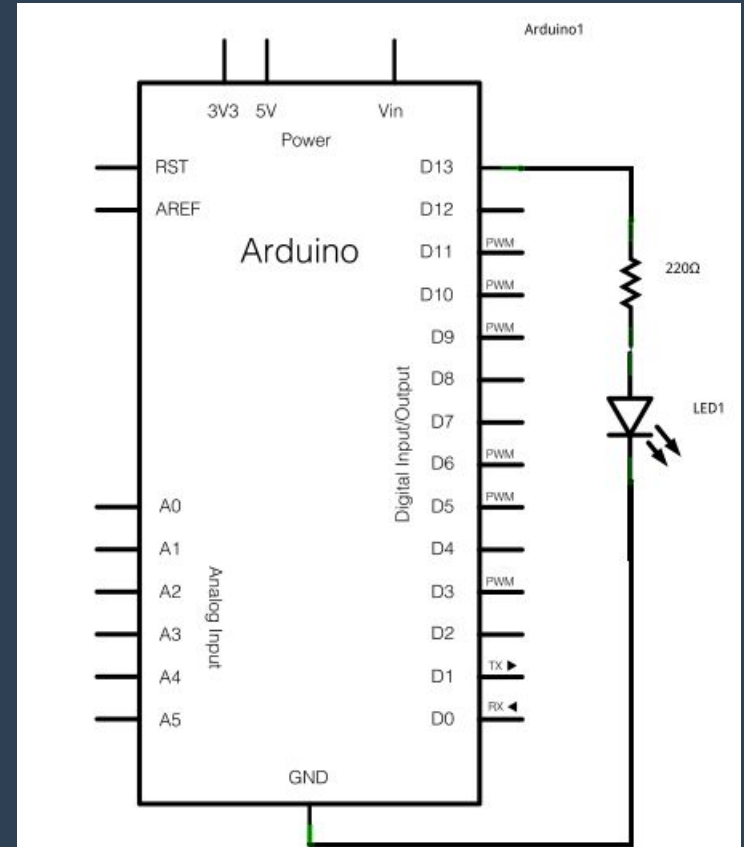 Arduino1
3V3 5V Vin
Power
RST D13
AREF D12
Arduino
D11 PWM
220Ω
D10 PWM
D9 PWM
D8
LED1
D7
Digital Input/Output
D6 PWM
A0 D5 PWM
A1 D4
A2 D3 PWM
Analog Input
A3 D2
A4 D1 TX ▶
A5 D0 RX ◀
GND